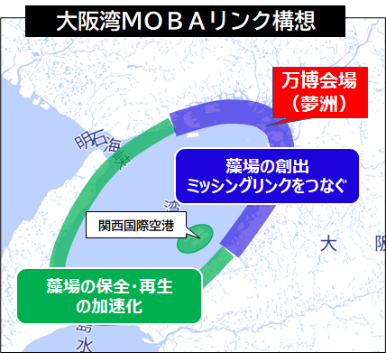 大阪湾ＭＯＢＡリンク構想
万博会場
（夢洲）
明石海
藻場の創出
ミッシングリンクをつなぐ
湾
関西国際空港
大　阪
藻場の保全・再生
の加速化
島
水